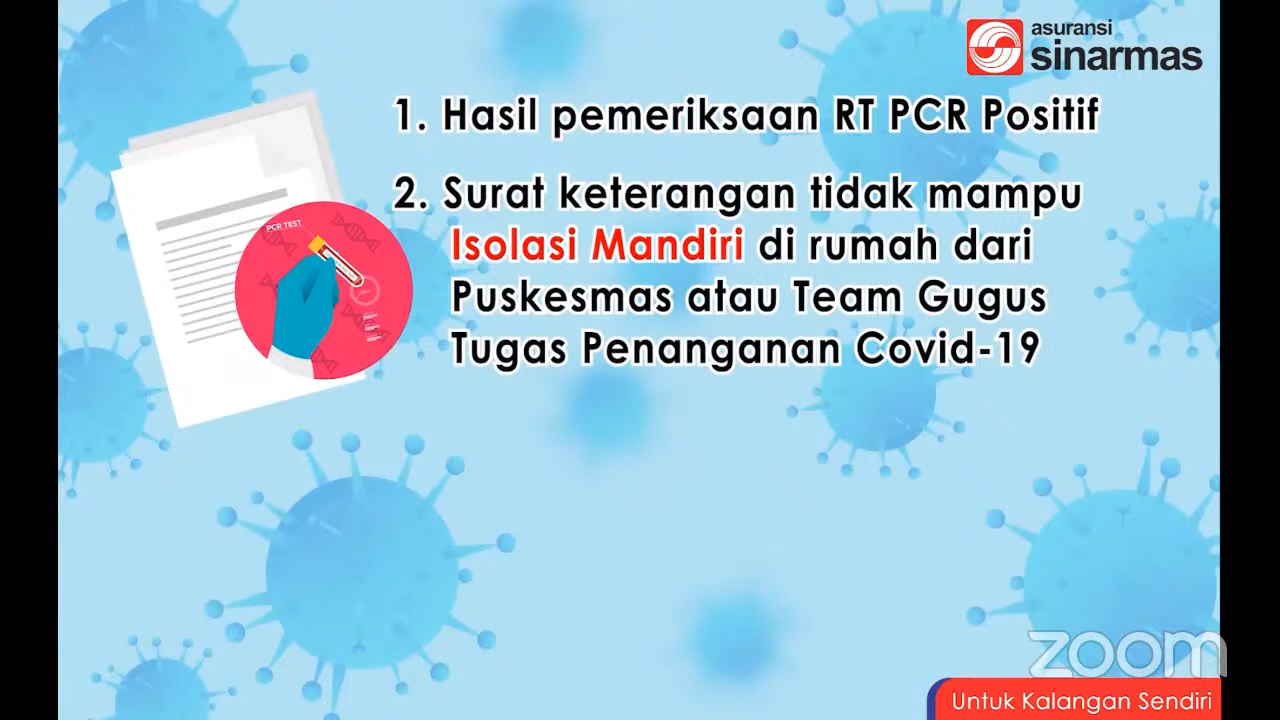 asuransi
sinarmas
1. Hasil pemeriksaan RT PCR Positif
2. Surat keterangan tidak mampu
Isolasi Mandiri di rumah dari
Puskesmas atau Team Gugus
Tugas Penanganan Covid-19
PCR TEST
zoom
Untuk Kalangan Sendiri